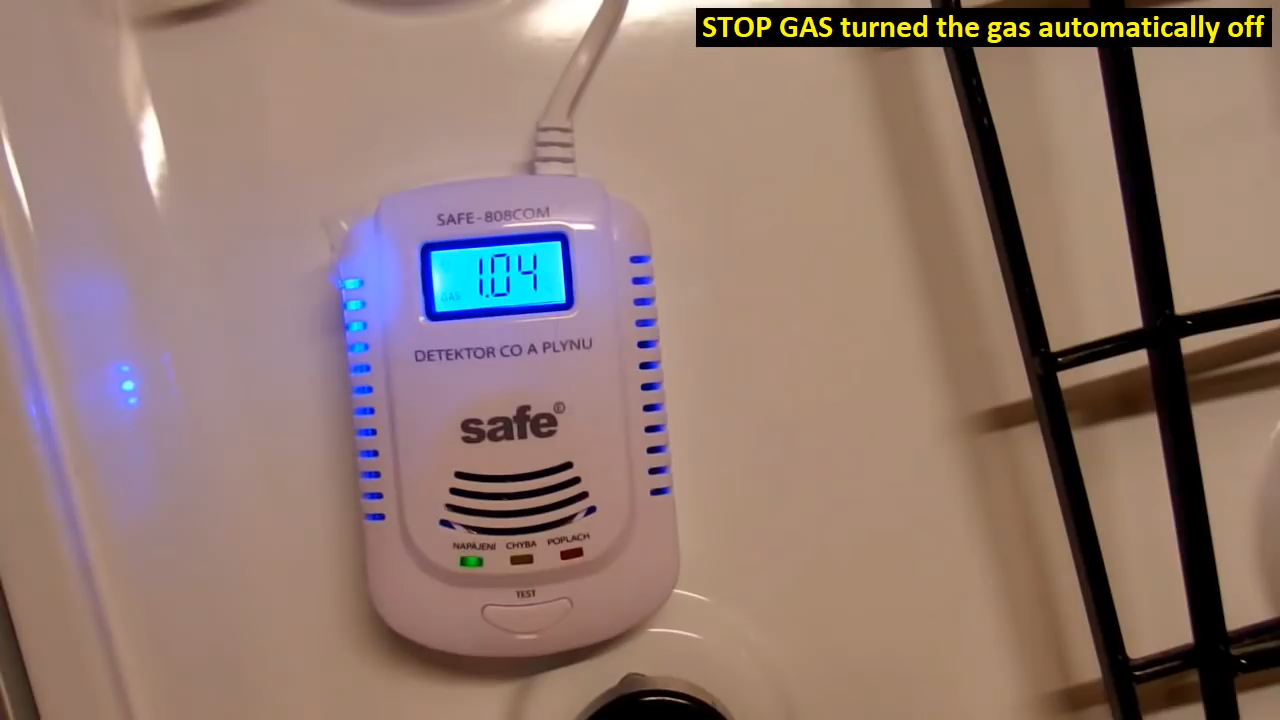 STOP GAS turned the gas automatically off
SAFE-808COM
1.04
GAS
DETEKTOR CO A PLYNU
safe®
NAPÁJENÍ CHYBA POPLACH
TEST